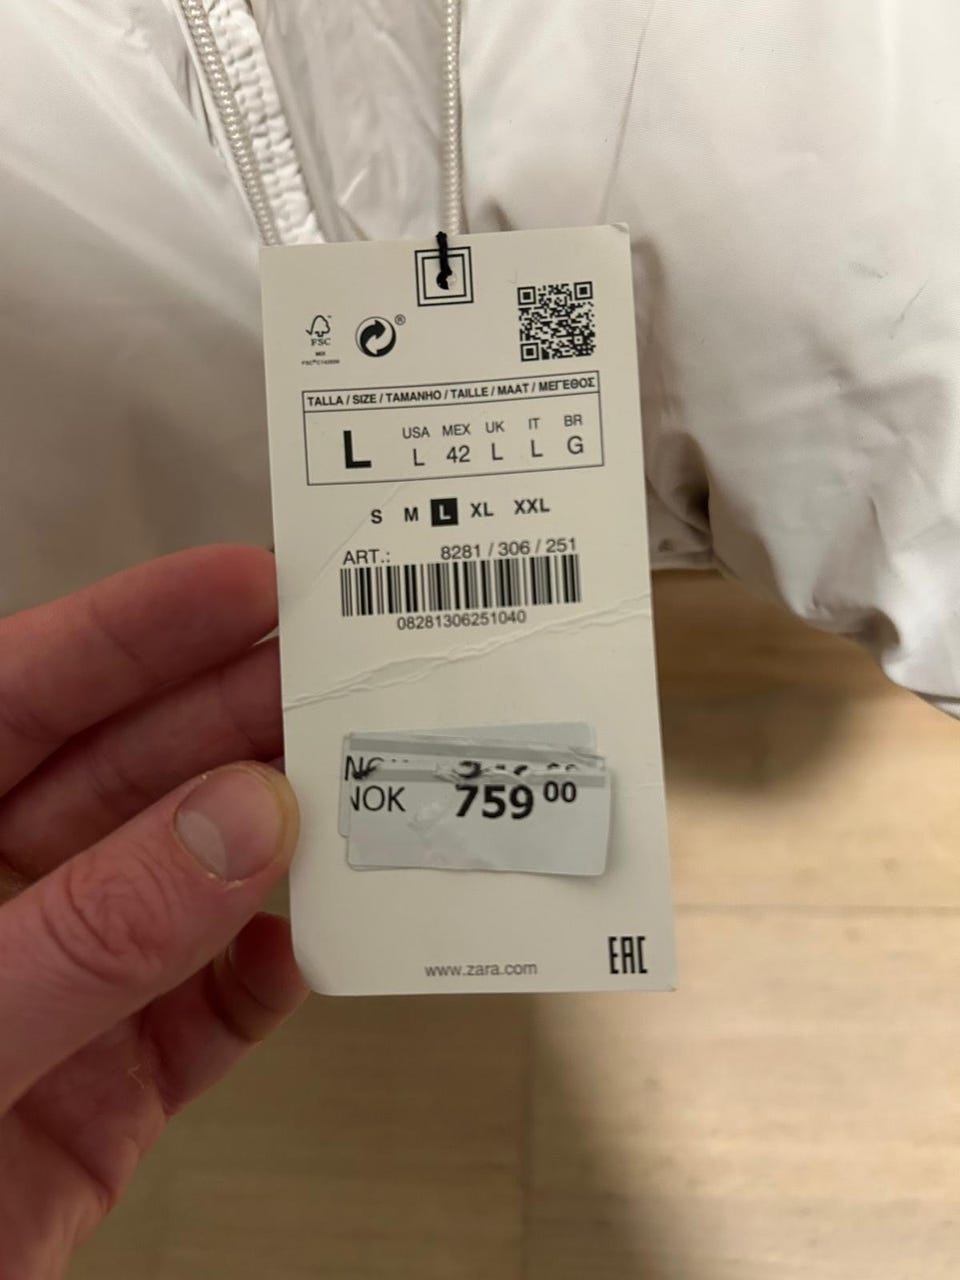 FSC
MIX
®
TALLA / SIZE / TAMANHO / TAILLE / MAAT / ΜΕΓΕΘΟΣ
L
USA MEX UK IT BR
L 42 L L G
S M L XL XXL
ART.: 8281 / 306 / 251
08281306251040
NOK 759 00
www.zara.com
EAC